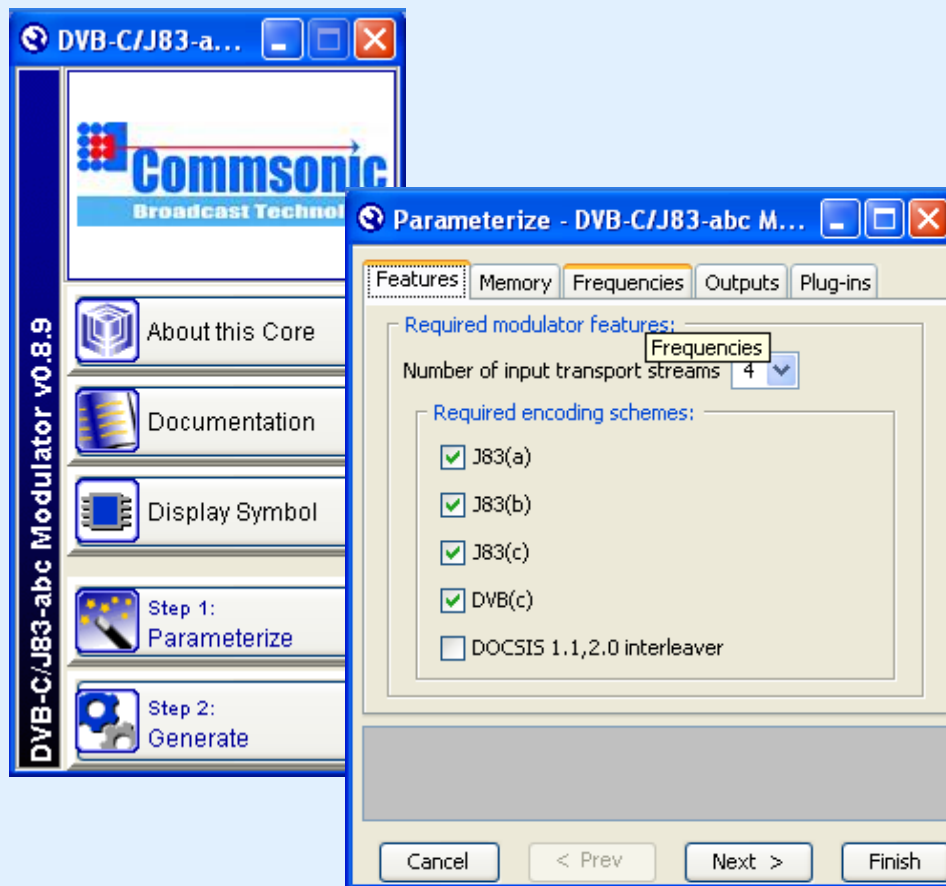 DVB-C/J83-a...
Commsonic
Broadcast Technol
DVB-C/J83-abc Modulator v0.8.9
About this Core
Documentation
Display Symbol
Step 1:
Parameterize
Step 2:
Generate
Parameterize - DVB-C/J83-abc M...
Features Memory Frequencies Outputs Plug-ins
Required modulator features:
Frequencies
Number of input transport streams 4
Required encoding schemes:
J83(a)
J83(b)
J83(c)
DVB(c)
DOCSIS 1.1,2.0 interleaver
Cancel < Prev Next > Finish